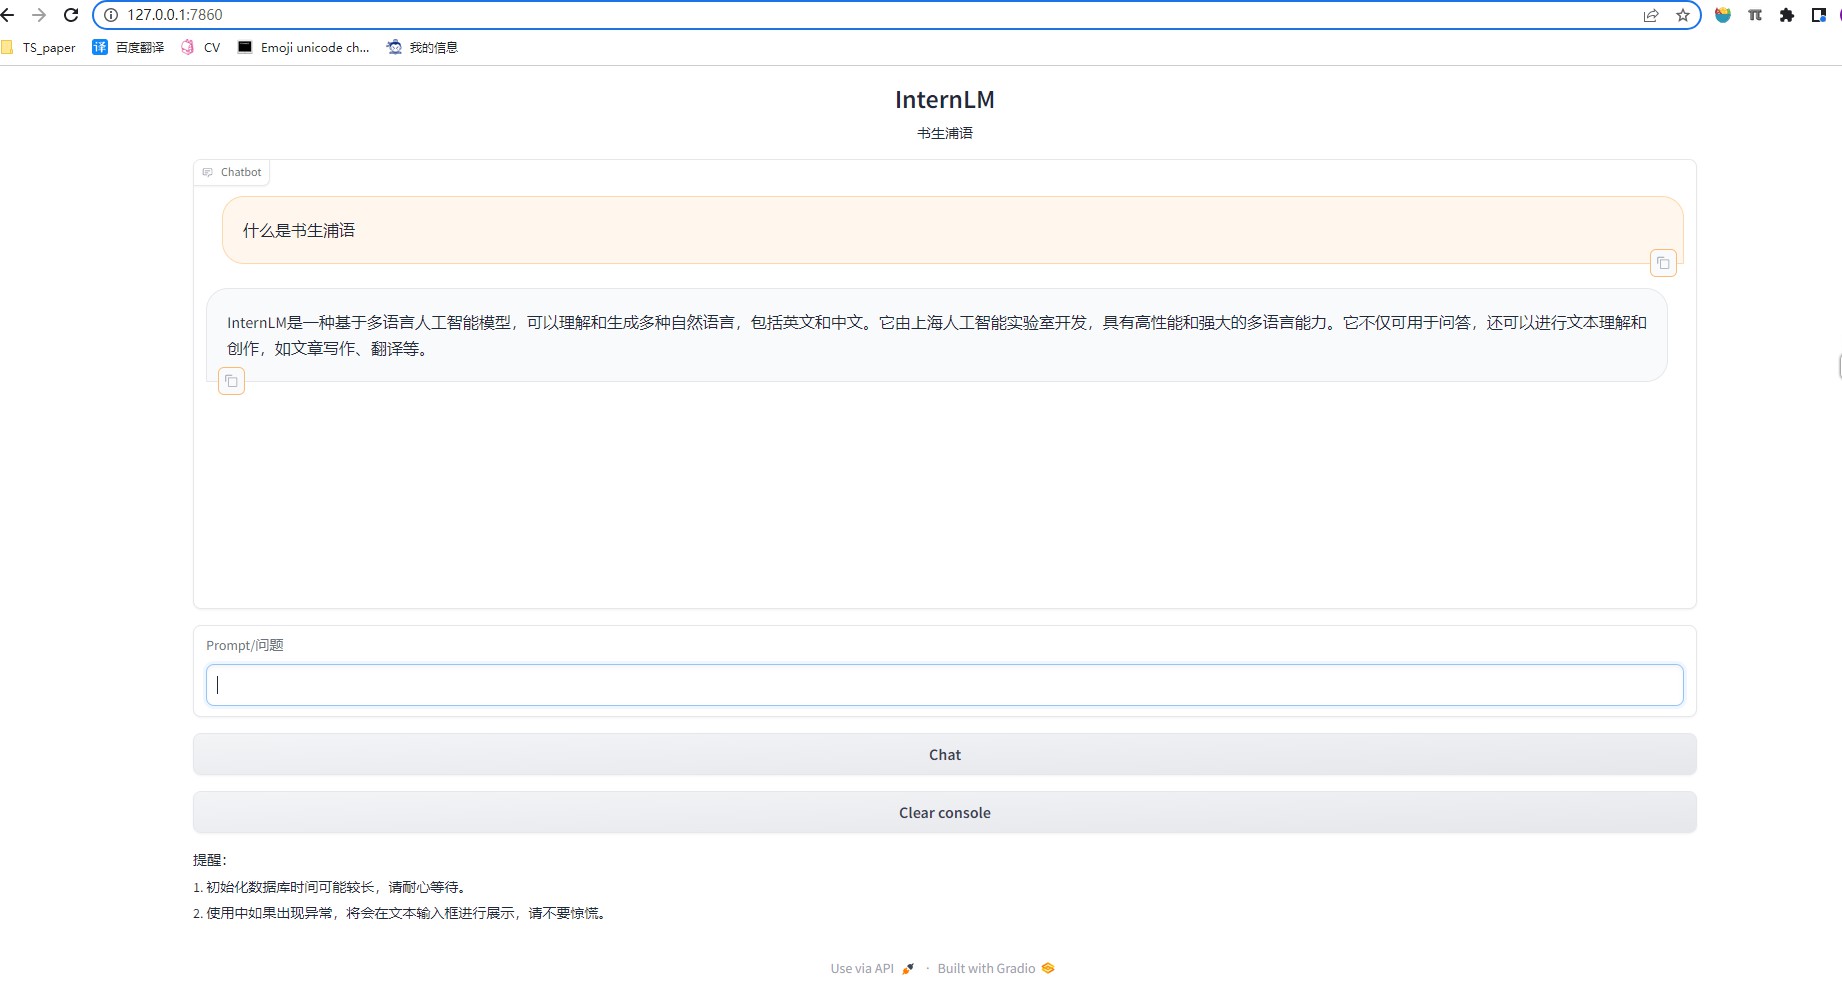 127.0.0.1:7860
TS_paper 译 百度翻译 CV Emoji unicode ch... 我的信息
InternLM
书生浦语
Chatbot
什么是书生浦语
InternLM是一种基于多语言人工智能模型，可以理解和生成多种自然语言，包括英文和中文。它由上海人工智能实验室开发，具有高性能和强大的多语言能力。它不仅可用于问答，还可以进行文本理解和
创作，如文章写作、翻译等。
Prompt/问题
Chat
Clear console
提醒：
1. 初始化数据库时间可能较长，请耐心等待。
2. 使用中如果出现异常，将会在文本输入框进行展示，请不要惊慌。
Use via API · Built with Gradio